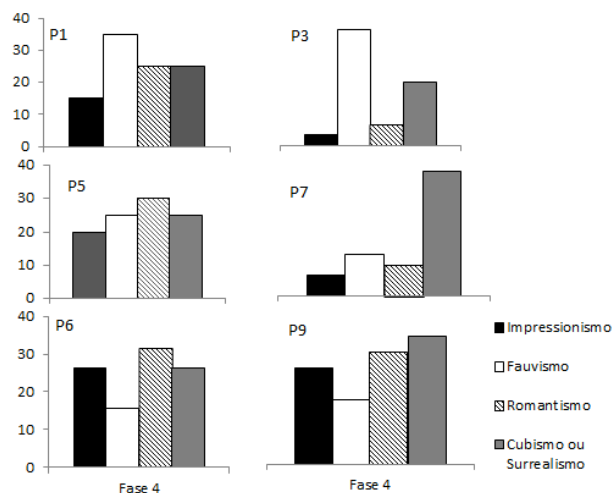 40
30
20
10
0
P1
P3
40
30
20
10
0
P5
P7
40
30
20
10
0
P6
P9
Fase 4
Fase 4
Impressionismo
Fauvismo
Romantismo
Cubismo ou
Surrealismo